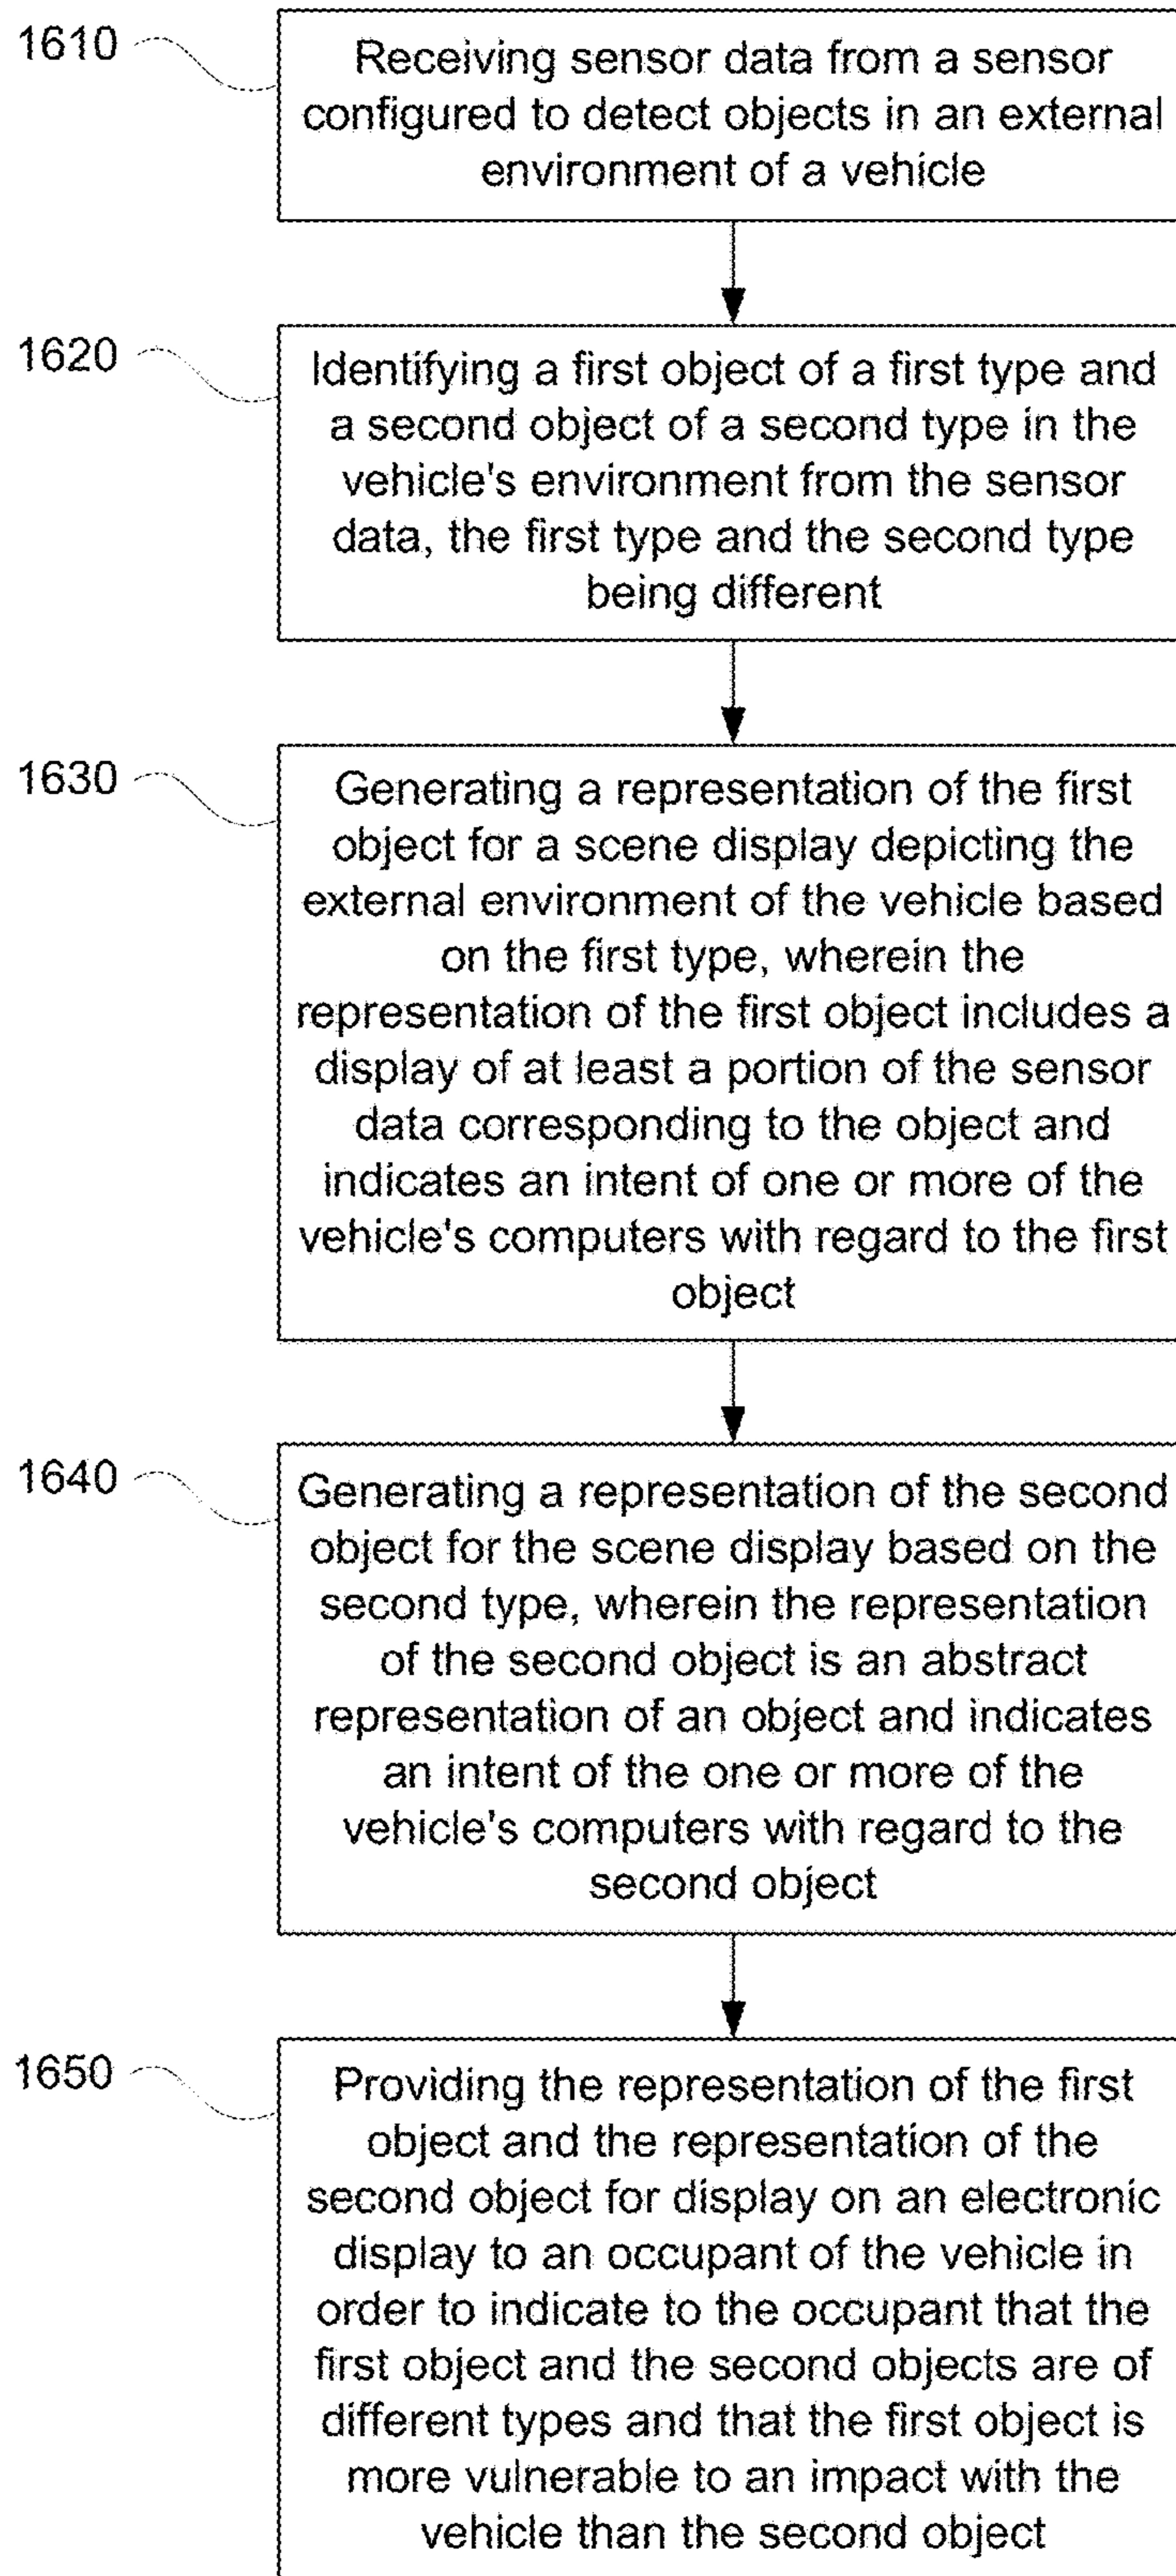 1610
Receiving sensor data from a sensor
configured to detect objects in an external
environment of a vehicle
1620
Identifying a first object of a first type and
a second object of a second type in the
vehicle's environment from the sensor
data, the first type and the second type
being different
1630
Generating a representation of the first
object for a scene display depicting the
external environment of the vehicle based
on the first type, wherein the
representation of the first object includes a
display of at least a portion of the sensor
data corresponding to the object and
indicates an intent of one or more of the
vehicle's computers with regard to the first
object
1640
Generating a representation of the second
object for the scene display based on the
second type, wherein the representation
of the second object is an abstract
representation of an object and indicates
an intent of the one or more of the
vehicle's computers with regard to the
second object
1650
Providing the representation of the first
object and the representation of the
second object for display on an electronic
display to an occupant of the vehicle in
order to indicate to the occupant that the
first object and the second objects are of
different types and that the first object is
more vulnerable to an impact with the
vehicle than the second object